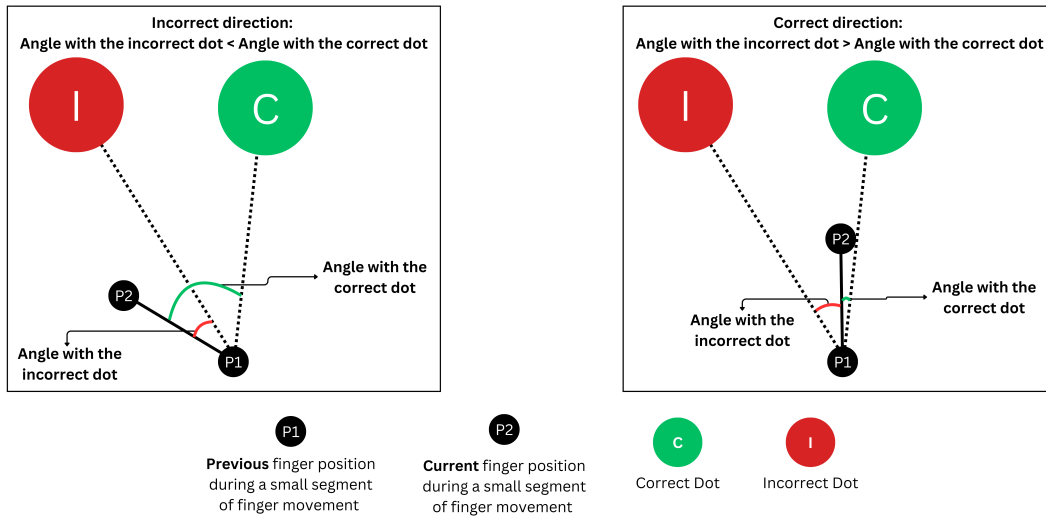 Incorrect direction:
Angle with the incorrect dot < Angle with the correct dot
I
C
P2
P1
Angle with the
correct dot
Angle with the
incorrect dot
Correct direction:
Angle with the incorrect dot > Angle with the correct dot
I
C
P2
P1
Angle with the
correct dot
Angle with the
incorrect dot
P1
Previous finger position
during a small segment
of finger movement
P2
Current finger position
during a small segment
of finger movement
C
Correct Dot
I
Incorrect Dot